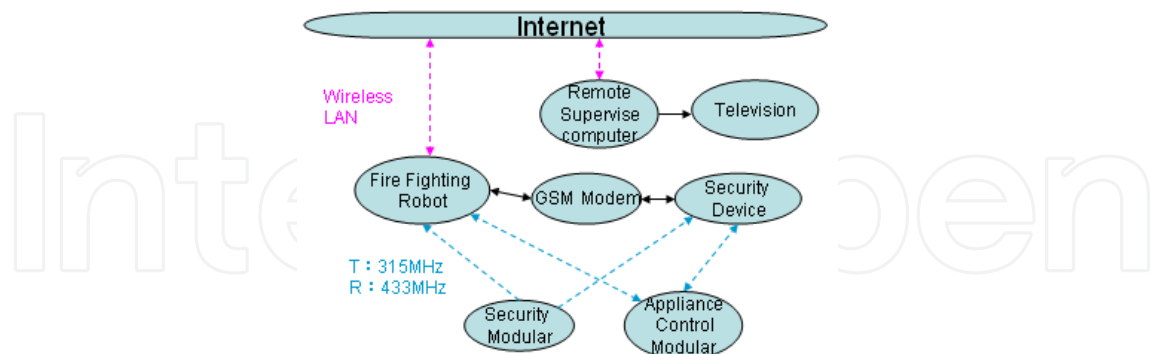 Internet
Wireless
LAN
Remote
Supervise
computer
Television
Fire Fighting
Robot
GSM Modem
Security
Device
T：315MHz
R：433MHz
Security
Modular
Appliance
Control
Modular